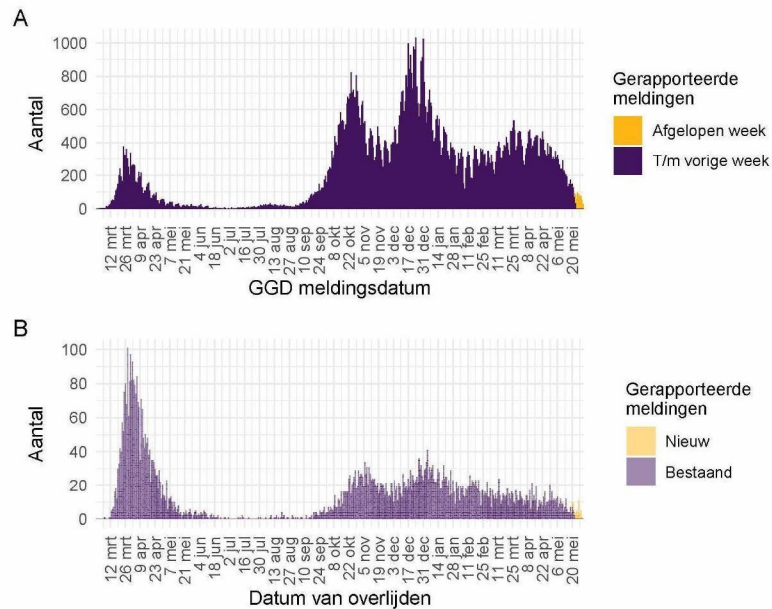 A
Aantal
1000
800
600
400
200
0
12 mrt
26 mrt
9 apr
23 apr
7 mei
21 mei
4 jun
18 jun
2 jul
16 jul
30 jul
13 aug
27 aug
10 sep
24 sep
8 okt
22 okt
5 nov
19 nov
3 dec
17 dec
31 dec
14 jan
28 jan
11 feb
25 feb
11 mrt
25 mrt
8 apr
22 apr
6 mei
20 mei
GGD meldingsdatum
Gerapporteerde
meldingen
Afgelopen week
T/m vorige week
B
Aantal
100
80
60
40
20
0
12 mrt
26 mrt
9 apr
23 apr
7 mei
21 mei
4 jun
18 jun
2 jul
16 jul
30 jul
13 aug
27 aug
10 sep
24 sep
8 okt
22 okt
5 nov
19 nov
3 dec
17 dec
31 dec
14 jan
28 jan
11 feb
25 feb
11 mrt
25 mrt
8 apr
22 apr
6 mei
20 mei
Datum van overlijden
Gerapporteerde
meldingen
Nieuw
Bestaand